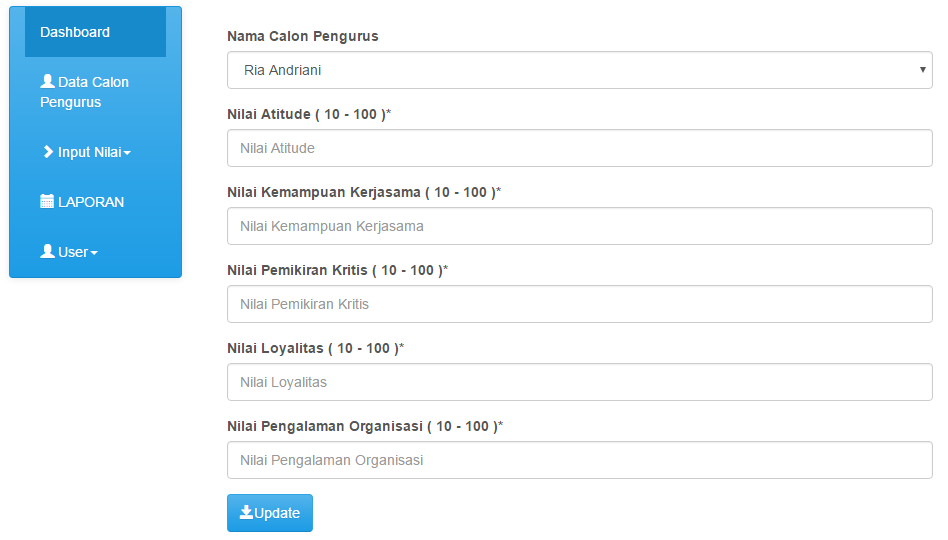 Dashboard
Data Calon
Pengurus
Input Nilai
LAPORAN
User
Nama Calon Pengurus
Ria Andriani
Nilai Atitude ( 10 - 100 )*
Nilai Atitude
Nilai Kemampuan Kerjasama ( 10 - 100 )*
Nilai Kemampuan Kerjasama
Nilai Pemikiran Kritis ( 10 - 100 )*
Nilai Pemikiran Kritis
Nilai Loyalitas ( 10 - 100 )*
Nilai Loyalitas
Nilai Pengalaman Organisasi ( 10 - 100 )*
Nilai Pengalaman Organisasi
Update